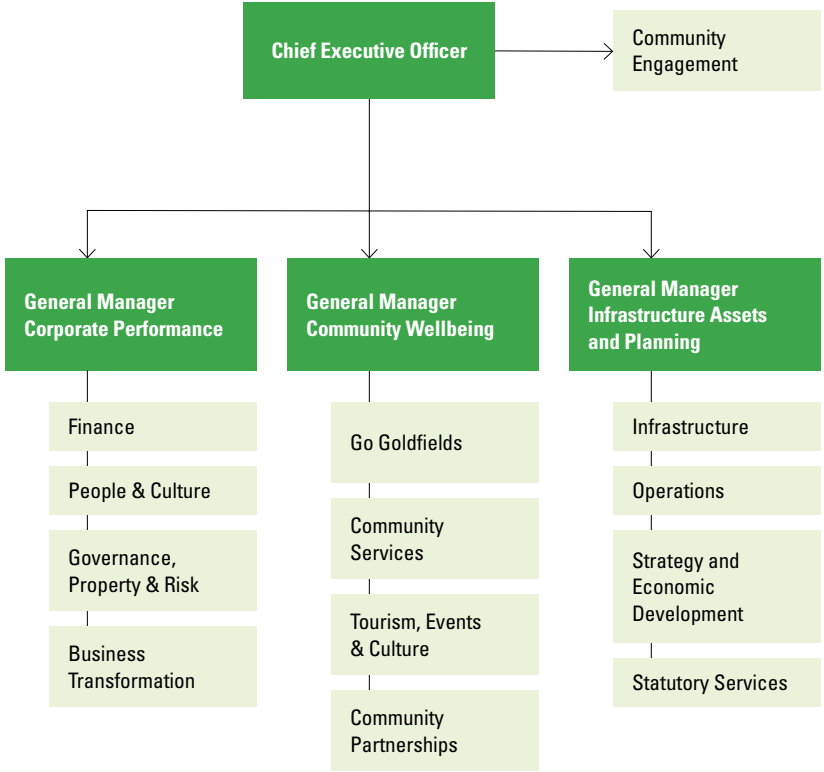 Chief Executive Officer
Community
Engagement
General Manager
Corporate Performance
Finance
People & Culture
Governance,
Property & Risk
Business
Transformation
General Manager
Community Wellbeing
Go Goldfields
Community
Services
Tourism, Events
& Culture
Community
Partnerships
General Manager
Infrastructure Assets
and Planning
Infrastructure
Operations
Strategy and
Economic
Development
Statutory Services